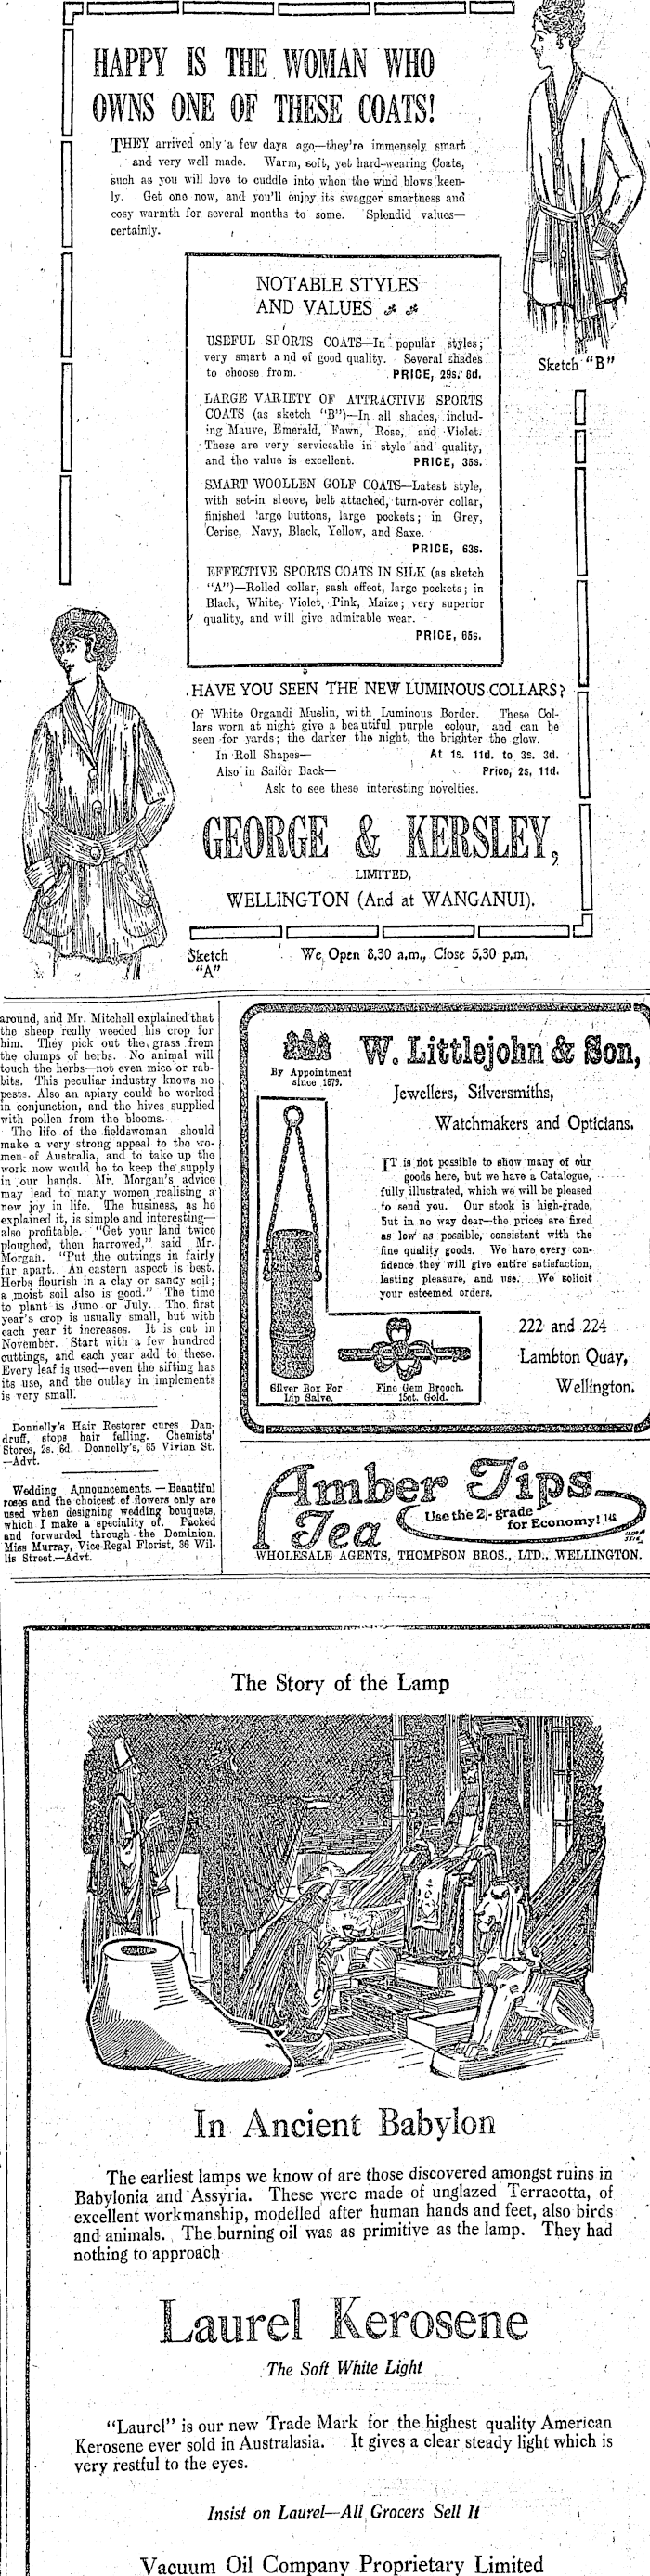 HAPPY IS THE WOMAN WHO
OWNS ONE OF THESE COATS!
THEY arrived only a few days ago—they're immensely smart
and very well made. Warm, soft, yet hard-wearing Coats,
such as you will love to cuddle into when the wind blows keen-
ly. Get one now, and you'll enjoy its swagger smartness and
cosy warmth for several months to some. Splendid values—
certainly.
Sketch "B"
NOTABLE STYLES
AND VALUES
USEFUL SPORTS COATS—In popular styles;
very smart and of good quality. Several shades
to choose from. PRICE, 29s. 6d.
LARGE VARIETY OF ATTRACTIVE SPORTS
COATS (as sketch "B")—In all shades, includ-
ing Mauve, Emerald, Fawn, Rose, and Violet.
These are very serviceable in style and quality,
and the value is excellent. PRICE, 35s.
SMART WOOLLEN GOLF COATS—Latest style,
with set-in sleeve, belt attached, turn-over collar,
finished large buttons, large pockets; in Grey,
Cerise, Navy, Black, Yellow, and Saxe.
PRICE, 63s.
EFFECTIVE SPORTS COATS IN SILK (as sketch
"A")—Rolled collar, sash effect, large pockets; in
Black, White, Violet, Pink, Maize; very superior
quality, and will give admirable wear.
PRICE, 65s.
HAVE YOU SEEN THE NEW LUMINOUS COLLARS?
Of White Organdi Muslin, with Luminous Border. These Col-
lars worn at night give a beautiful purple colour, and can be
seen for yards; the darker the night, the brighter the glow.
In Roll Shapes— At 1s. 11d. to 3s. 3d.
Also in Sailor Back— Price, 2s. 11d.
Ask to see these interesting novelties.
GEORGE & KERSLEY,
LIMITED,
WELLINGTON (And at WANGANUI).
Sketch
"A"
We Open 8.30 a.m., Close 5.30 p.m.
around, and Mr. Mitchell explained that
the sheep really weeded his crop for
him. They pick out the grass from
the clumps of herbs. No animal will
touch the herbs—not even mice or rab-
bits. This peculiar industry knows no
pests. Also an apiary could be worked
in conjunction, and the hives supplied
with pollen from the blooms.
The life of the fieldswoman should
make a very strong appeal to the wo-
men of Australia, and to take up the
work now would be to keep the supply
in our hands. Mr. Morgan's advice
may lead to many women realising a
new joy in life. The business, as he
explained it, is simple and interesting—
also profitable. "Get your land twice
ploughed, then harrowed," said Mr.
Morgan. "Put the cuttings in fairly
far apart. An eastern aspect is best.
Herbs flourish in a clay or sandy soil;
a moist soil also is good." The time
to plant is June or July. The first
year's crop is usually small, but with
each year it increases. It is cut in
November. Start with a few hundred
cuttings, and each year add to these.
Every leaf is used—even the sifting has
its use, and the outlay in implements
is very small.
Donnelly's Hair Restorer cures Dan-
druff, stops hair falling. Chemists'
Stores, 2s. 6d. Donnelly's, 65 Vivian St.
—Advt.
Wedding Announcements. — Beautiful
roses and the choicest of flowers only are
used when designing wedding bouquets,
which I make a speciality of. Packed
and forwarded through the Dominion.
Miss Murray, Vice-Regal Florist, 36 Wil-
lis Street.—Advt.
By Appointment
since 1879.
W. Littlejohn & Son,
Jewellers, Silversmiths,
Watchmakers and Opticians.
IT is not possible to show many of our
goods here, but we have a Catalogue,
fully illustrated, which we will be pleased
to send you. Our stock is high-grade,
but in no way dear—the prices are fixed
as low as possible, consistent with the
fine quality goods. We have every con-
fidence they will give entire satisfaction,
lasting pleasure, and use. We solicit
your esteemed orders.
222 and 224
Lambton Quay,
Wellington.
Silver Box For
Lip Salve.
Fine Gem Brooch.
15ct. Gold.
Amber Tips
Tea
Use the 2/- grade
for Economy! 148
WHOLESALE AGENTS, THOMPSON BROS., LTD., WELLINGTON.
The Story of the Lamp
In Ancient Babylon
The earliest lamps we know of are those discovered amongst ruins in
Babylonia and Assyria. These were made of unglazed Terracotta, of
excellent workmanship, modelled after human hands and feet, also birds
and animals. The burning oil was as primitive as the lamp. They had
nothing to approach
Laurel Kerosene
The Soft White Light
"Laurel" is our new Trade Mark for the highest quality American
Kerosene ever sold in Australasia. It gives a clear steady light which is
very restful to the eyes.
Insist on Laurel—All Grocers Sell It
Vacuum Oil Company Proprietary Limited